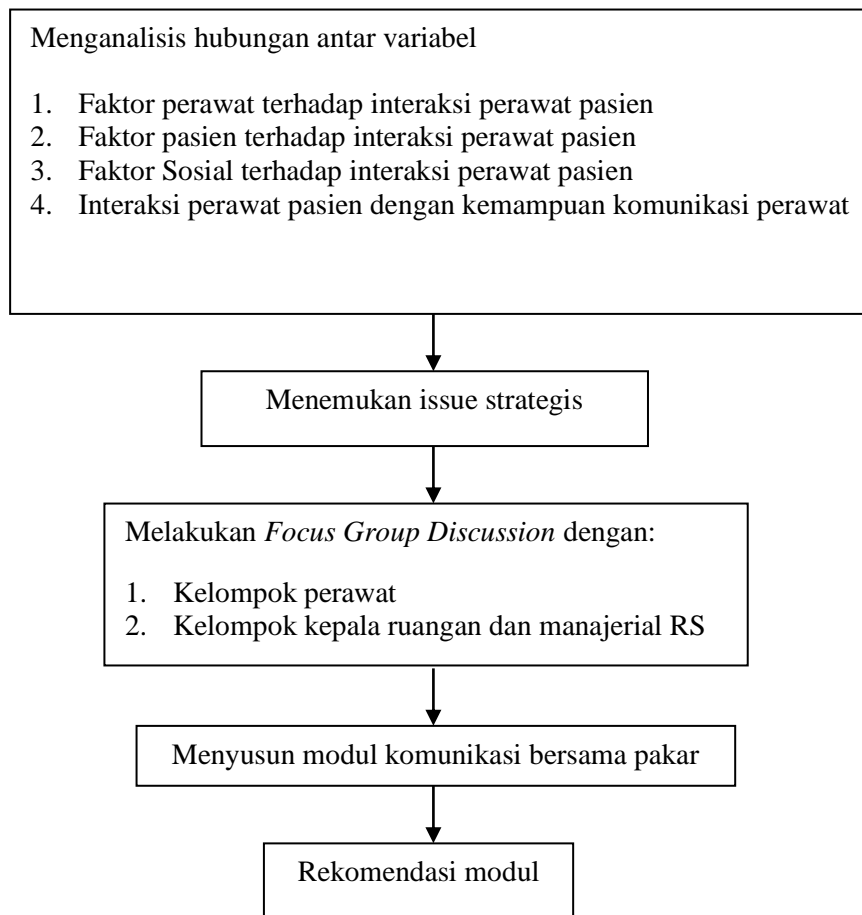 Menganalisis hubungan antar variabel
1. Faktor perawat terhadap interaksi perawat pasien
2. Faktor pasien terhadap interaksi perawat pasien
3. Faktor Sosial terhadap interaksi perawat pasien
4. Interaksi perawat pasien dengan kemampuan komunikasi perawat
Menemukan issue strategis
Melakukan Focus Group Discussion dengan:
1. Kelompok perawat
2. Kelompok kepala ruangan dan manajerial RS
Menyusun modul komunikasi bersama pakar
Rekomendasi modul